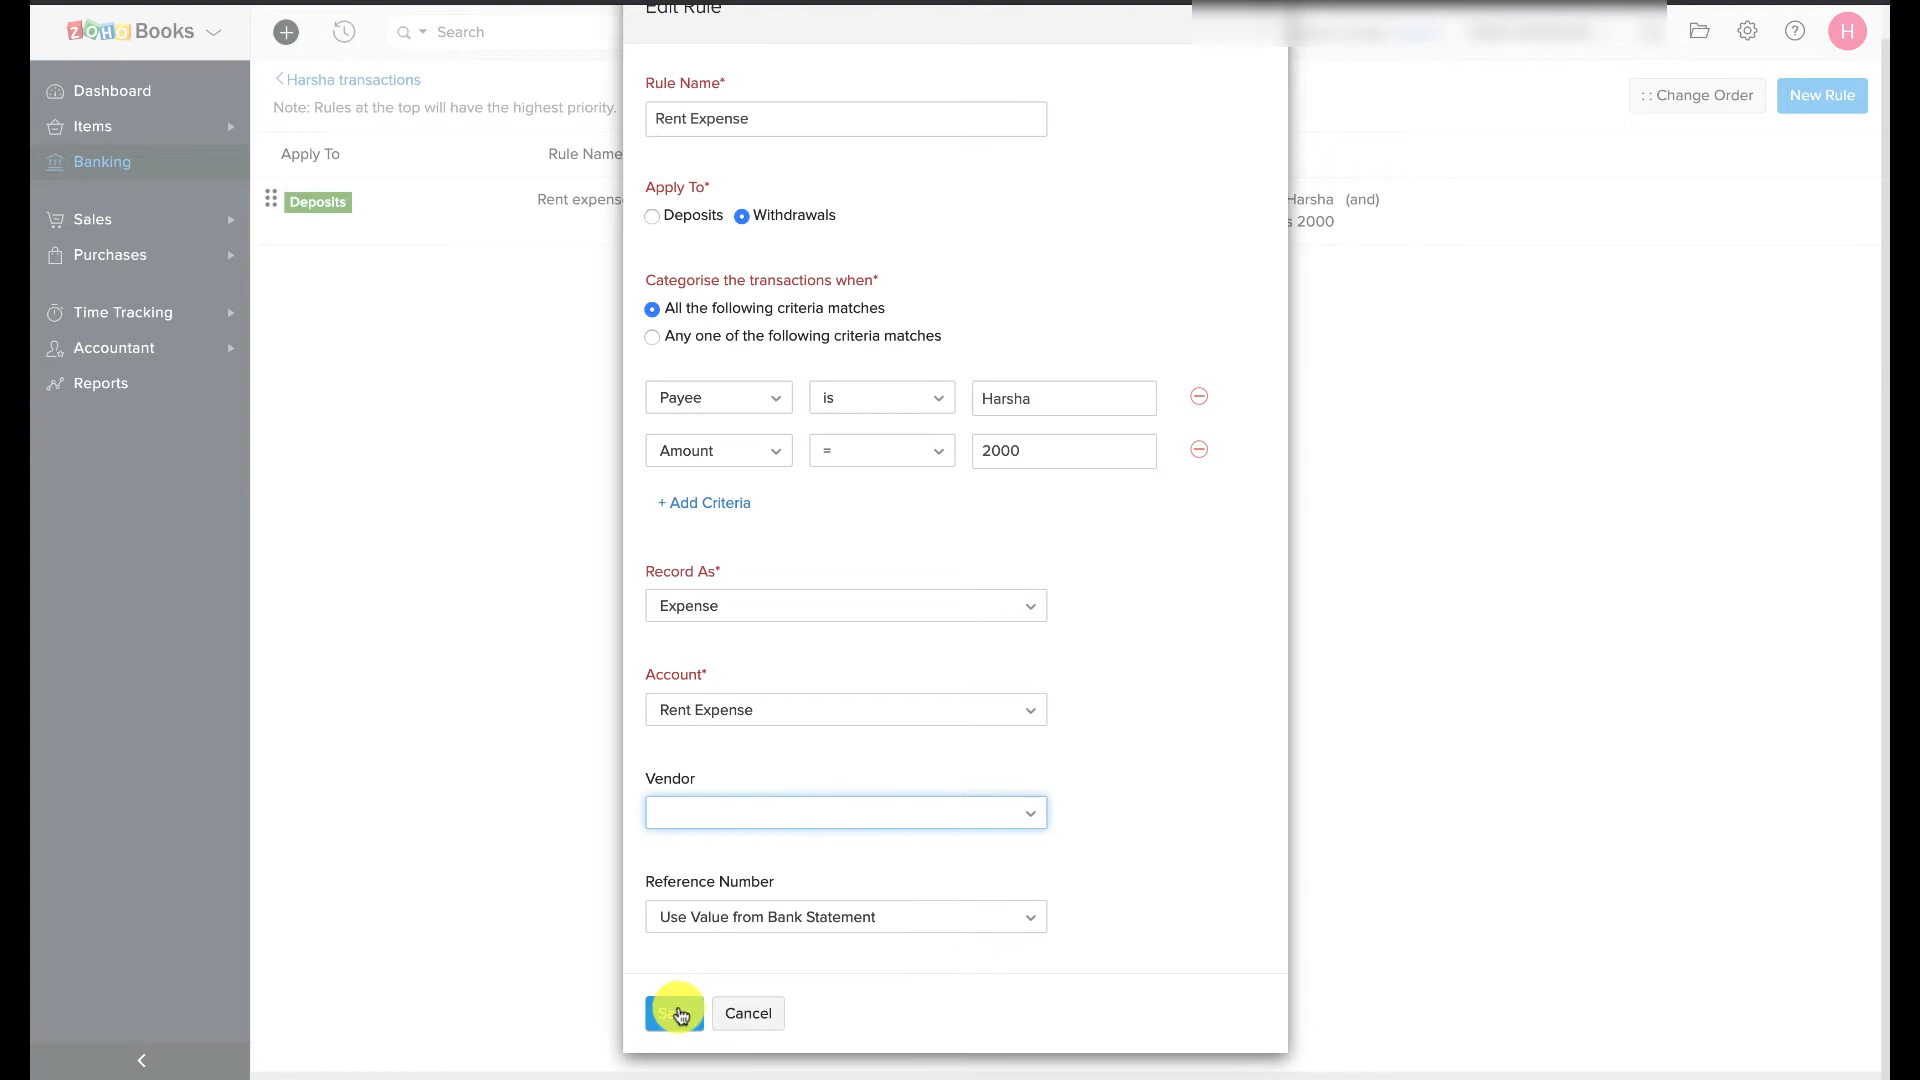 Edit Rule
ZOHO Books
Search
H
Dashboard
Items
Banking
Sales
Purchases
Time Tracking
Accountant
Reports
Harsha transactions
Note: Rules at the top will have the highest priority.
:: Change Order
New Rule
Apply To
Rule Name
Deposits
Rent expens
Harsha (and)
s 2000
Rule Name*
Rent Expense
Apply To*
Deposits
Withdrawals
Categorise the transactions when*
All the following criteria matches
Any one of the following criteria matches
Payee
is
Harsha
Amount
=
2000
+ Add Criteria
Record As*
Expense
Account*
Rent Expense
Vendor
Reference Number
Use Value from Bank Statement
Cancel